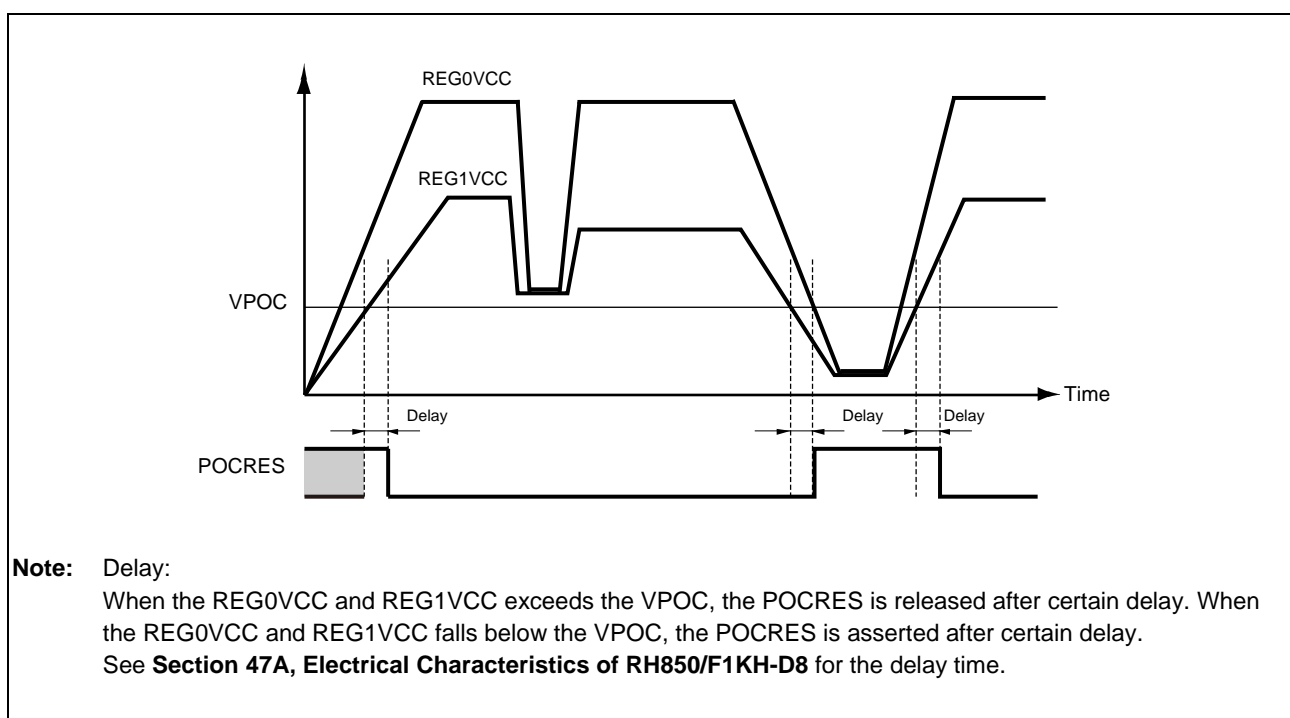 REG0VCC
REG1VCC
VPOC
Time
Delay
Delay
Delay
POCRES
Note: Delay:
When the REG0VCC and REG1VCC exceeds the VPOC, the POCRES is released after certain delay. When
the REG0VCC and REG1VCC falls below the VPOC, the POCRES is asserted after certain delay.
See Section 47A, Electrical Characteristics of RH850/F1KH-D8 for the delay time.